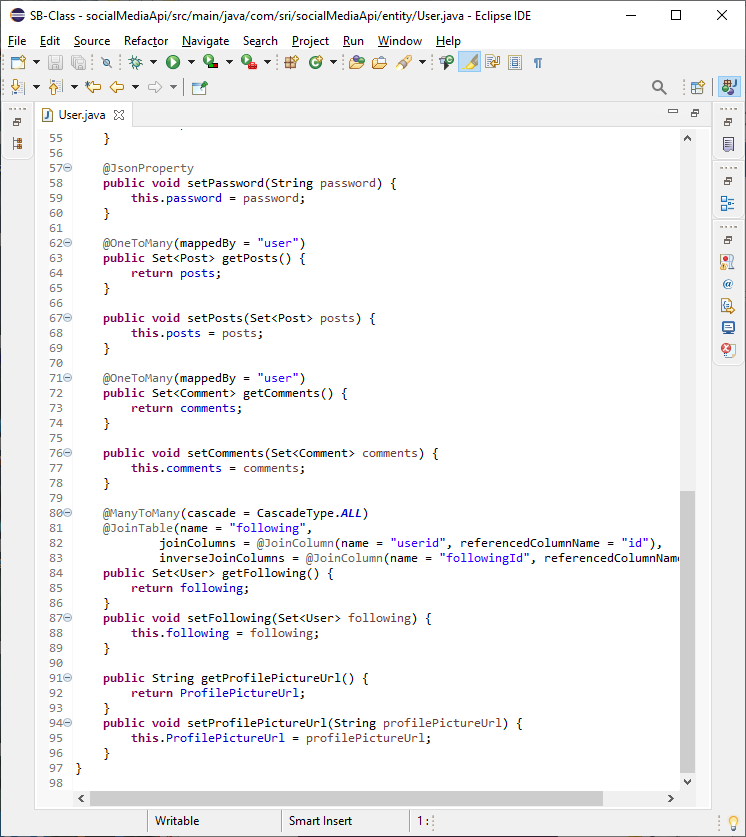 SB-Class - socialMediaApi/src/main/java/com/sri/socialMediaApi/entity/User.java - Eclipse IDE
File Edit Source Refactor Navigate Search Project Run Window Help
User.java
55 }
56
57 @JsonProperty
58 public void setPassword(String password) {
59 this.password = password;
60 }
61
62 @OneToMany(mappedBy = "user")
63 public Set<Post> getPosts() {
64 return posts;
65 }
66
67 public void setPosts(Set<Post> posts) {
68 this.posts = posts;
69 }
70
71 @OneToMany(mappedBy = "user")
72 public Set<Comment> getComments() {
73 return comments;
74 }
75
76 public void setComments(Set<Comment> comments) {
77 this.comments = comments;
78 }
79
80 @ManyToMany(cascade = CascadeType.ALL)
81 @JoinTable(name = "following",
82 joinColumns = @JoinColumn(name = "userid", referencedColumnName = "id"),
83 inverseJoinColumns = @JoinColumn(name = "followingId", referencedColumnNam
84 public Set<User> getFollowing() {
85 return following;
86 }
87 public void setFollowing(Set<User> following) {
88 this.following = following;
89 }
90
91 public String getProfilePictureUrl() {
92 return ProfilePictureUrl;
93 }
94 public void setProfilePictureUrl(String profilePictureUrl) {
95 this.ProfilePictureUrl = profilePictureUrl;
96 }
97 }
98
Writable Smart Insert 1 :